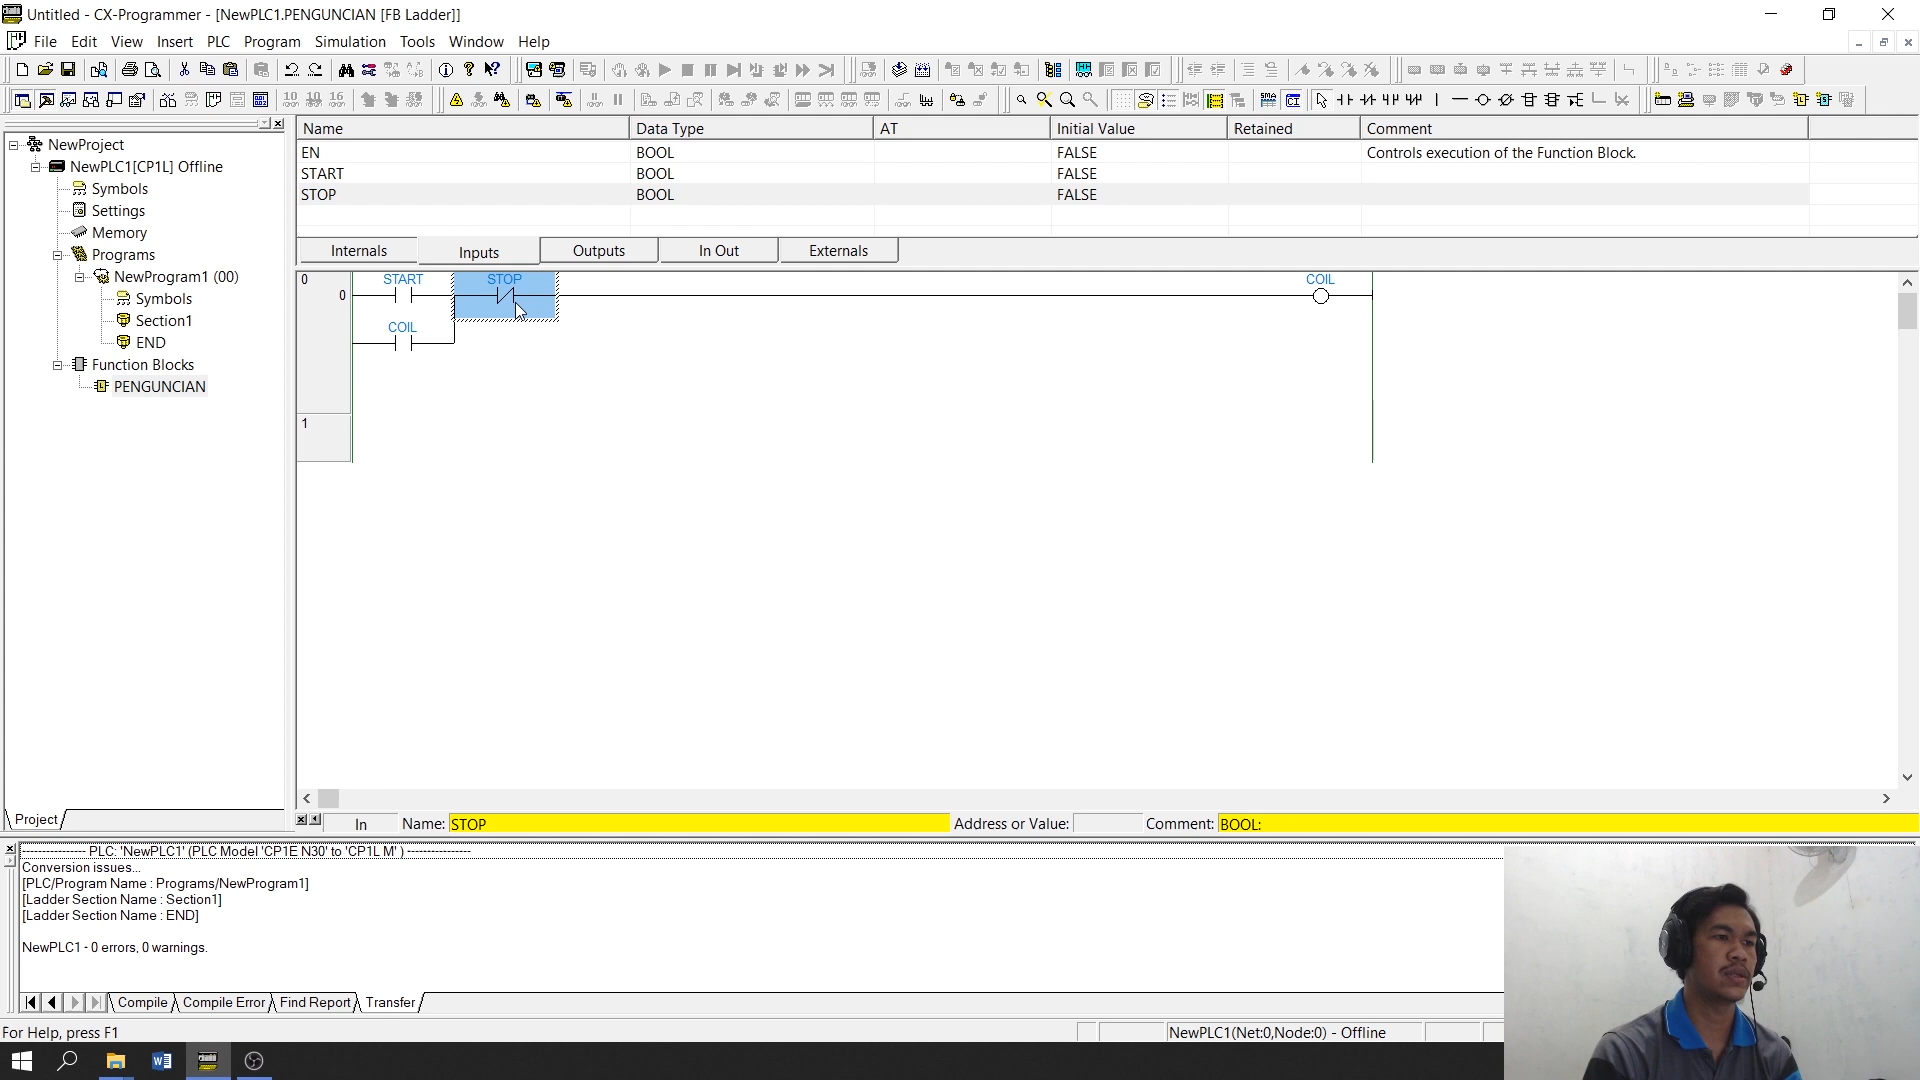 Untitled - CX-Programmer - [NewPLC1.PENGUNCIAN [FB Ladder]]
File Edit View Insert PLC Program Simulation Tools Window Help
10 10 16
NewProject
NewPLC1[CP1L] Offline
Symbols
Settings
Memory
Programs
NewProgram1 (00)
Symbols
Section1
END
Function Blocks
PENGUNCIAN
Project
Name Data Type AT Initial Value Retained Comment
EN BOOL FALSE Controls execution of the Function Block.
START BOOL FALSE
STOP BOOL FALSE
Internals Inputs Outputs In Out Externals
0 START STOP COIL
0
COIL
1
In Name: STOP Address or Value: Comment: BOOL:
---------------- PLC: 'NewPLC1' (PLC Model 'CP1E N30' to 'CP1L M' ) ----------------
Conversion issues...
[PLC/Program Name : Programs/NewProgram1]
[Ladder Section Name : Section1]
[Ladder Section Name : END]
NewPLC1 - 0 errors, 0 warnings.
Compile Compile Error Find Report Transfer
For Help, press F1 NewPLC1(Net:0,Node:0) - Offline